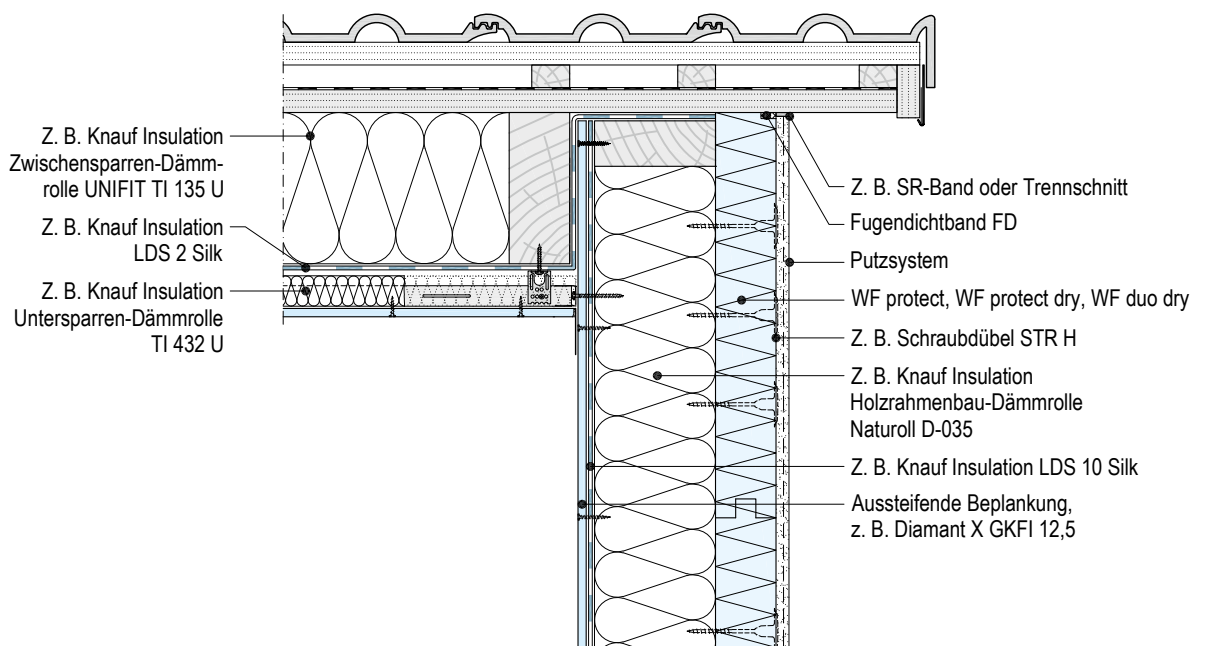 Z. B. Knauf Insulation
Zwischensparren-Dämm-
rolle UNIFIT TI 135 U
Z. B. Knauf Insulation
LDS 2 Silk
Z. B. Knauf Insulation
Untersparren-Dämmrolle
TI 432 U
Z. B. SR-Band oder Trennschnitt
Fugendichtband FD
Putzsystem
WF protect, WF protect dry, WF duo dry
Z. B. Schraubdübel STR H
Z. B. Knauf Insulation
Holzrahmenbau-Dämmrolle
Naturoll D-035
Z. B. Knauf Insulation LDS 10 Silk
Aussteifende Beplankung,
z. B. Diamant X GKFI 12,5